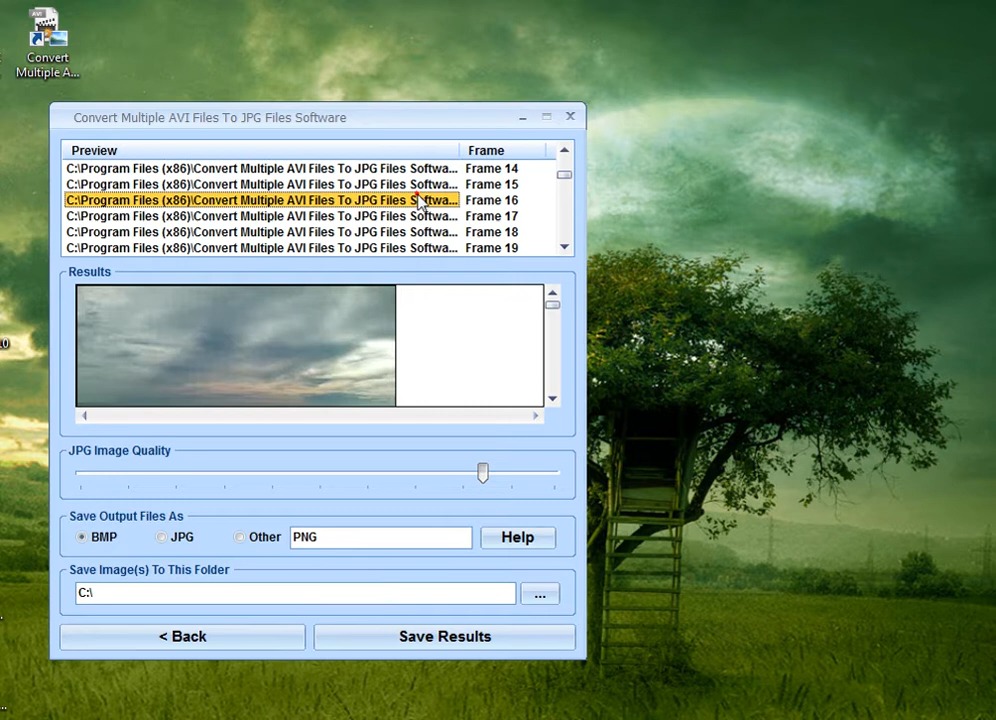 AVI
Convert
Multiple A...
Convert Multiple AVI Files To JPG Files Software
Preview Frame
C:\Program Files (x86)\Convert Multiple AVI Files To JPG Files Softwa... Frame 14
C:\Program Files (x86)\Convert Multiple AVI Files To JPG Files Softwa... Frame 15
C:\Program Files (x86)\Convert Multiple AVI Files To JPG Files Softwa... Frame 16
C:\Program Files (x86)\Convert Multiple AVI Files To JPG Files Softwa... Frame 17
C:\Program Files (x86)\Convert Multiple AVI Files To JPG Files Softwa... Frame 18
C:\Program Files (x86)\Convert Multiple AVI Files To JPG Files Softwa... Frame 19
Results
JPG Image Quality
Save Output Files As
BMP JPG Other PNG Help
Save Image(s) To This Folder
C:\ ...
< Back Save Results